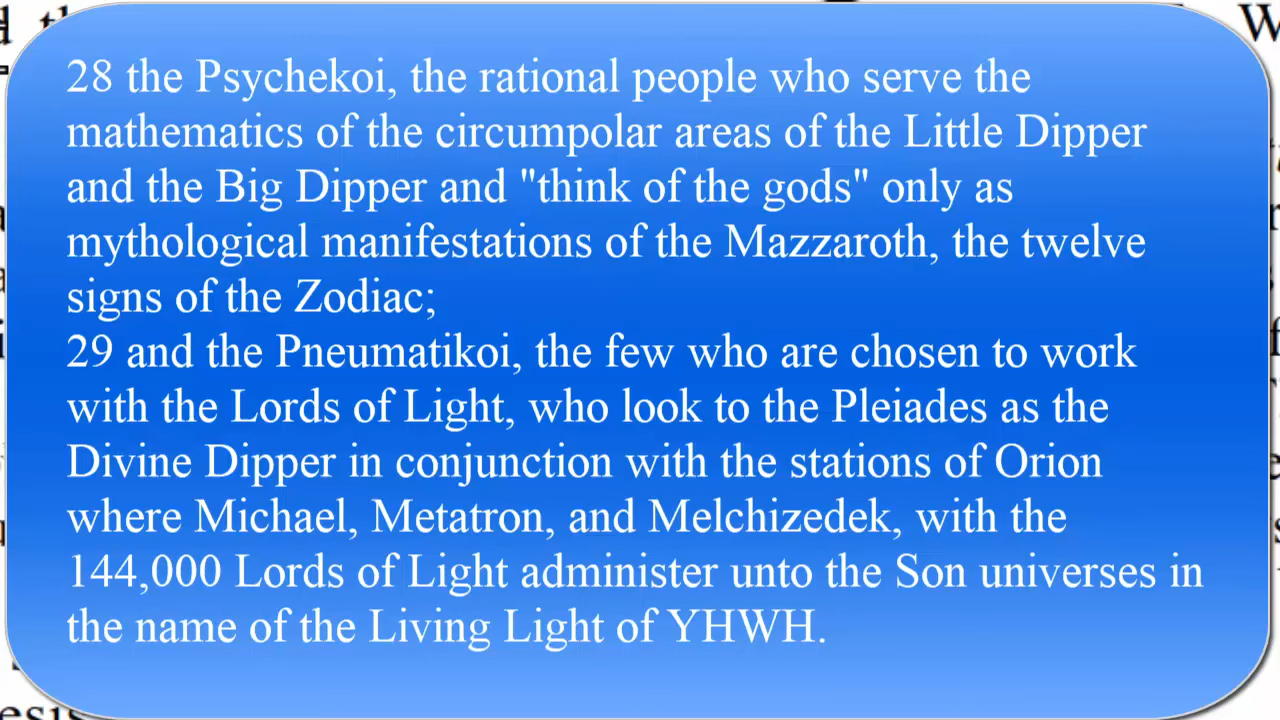 28 the Psychekoi, the rational people who serve the
mathematics of the circumpolar areas of the Little Dipper
and the Big Dipper and "think of the gods" only as
mythological manifestations of the Mazzaroth, the twelve
signs of the Zodiac;
29 and the Pneumatikoi, the few who are chosen to work
with the Lords of Light, who look to the Pleiades as the
Divine Dipper in conjunction with the stations of Orion
where Michael, Metatron, and Melchizedek, with the
144,000 Lords of Light administer unto the Son universes in
the name of the Living Light of YHWH.